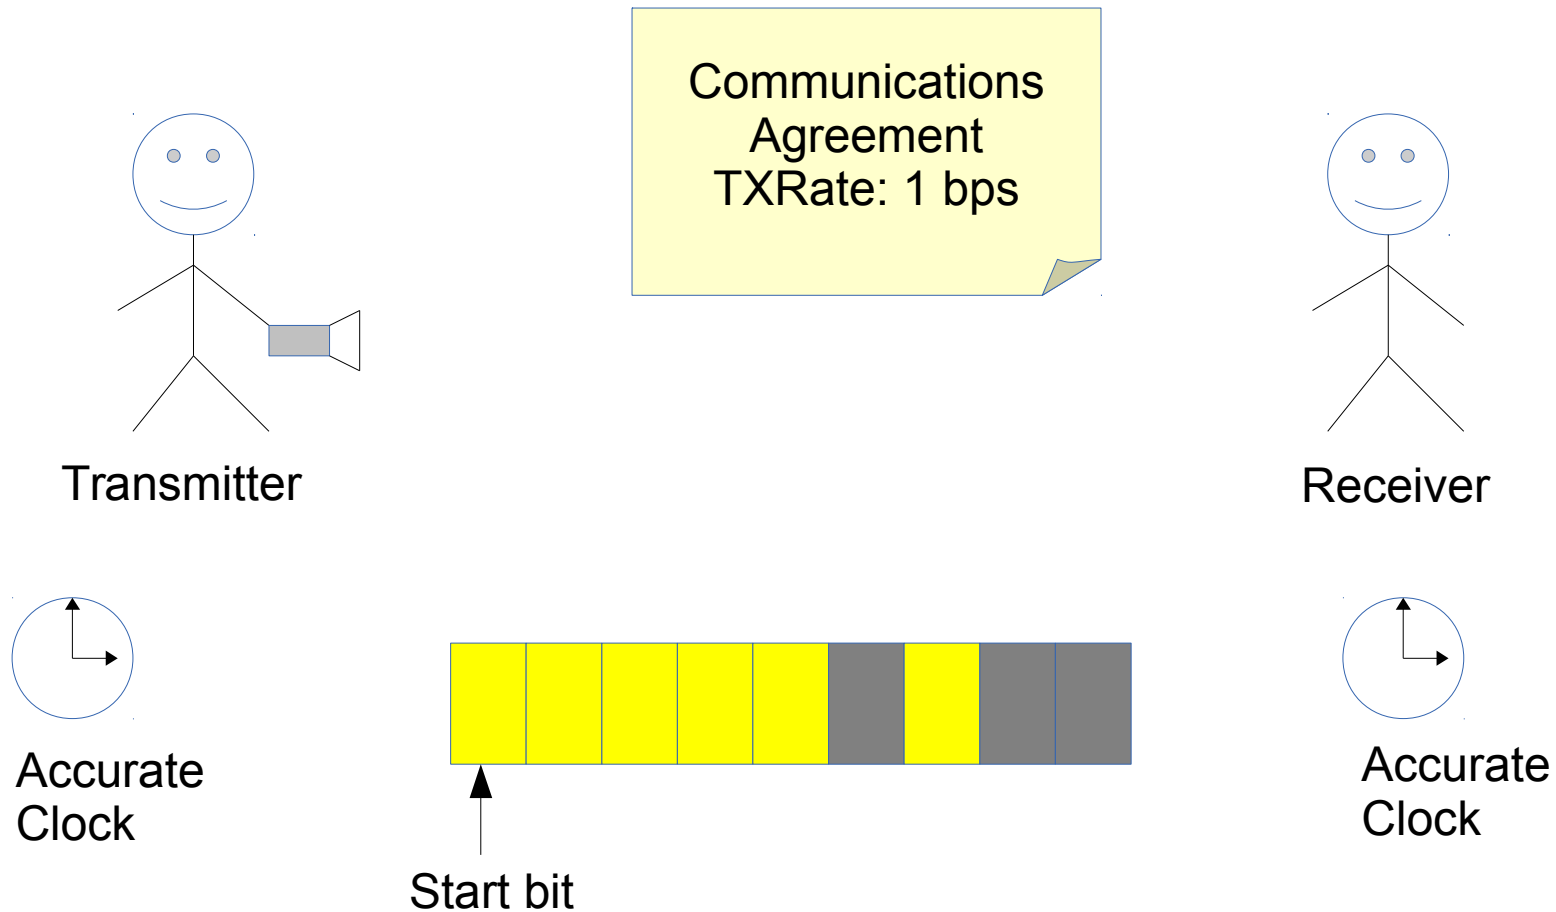 Communications
Agreement
TXRate: 1 bps
Transmitter
Receiver
Accurate
Clock
Accurate
Clock
Start bit